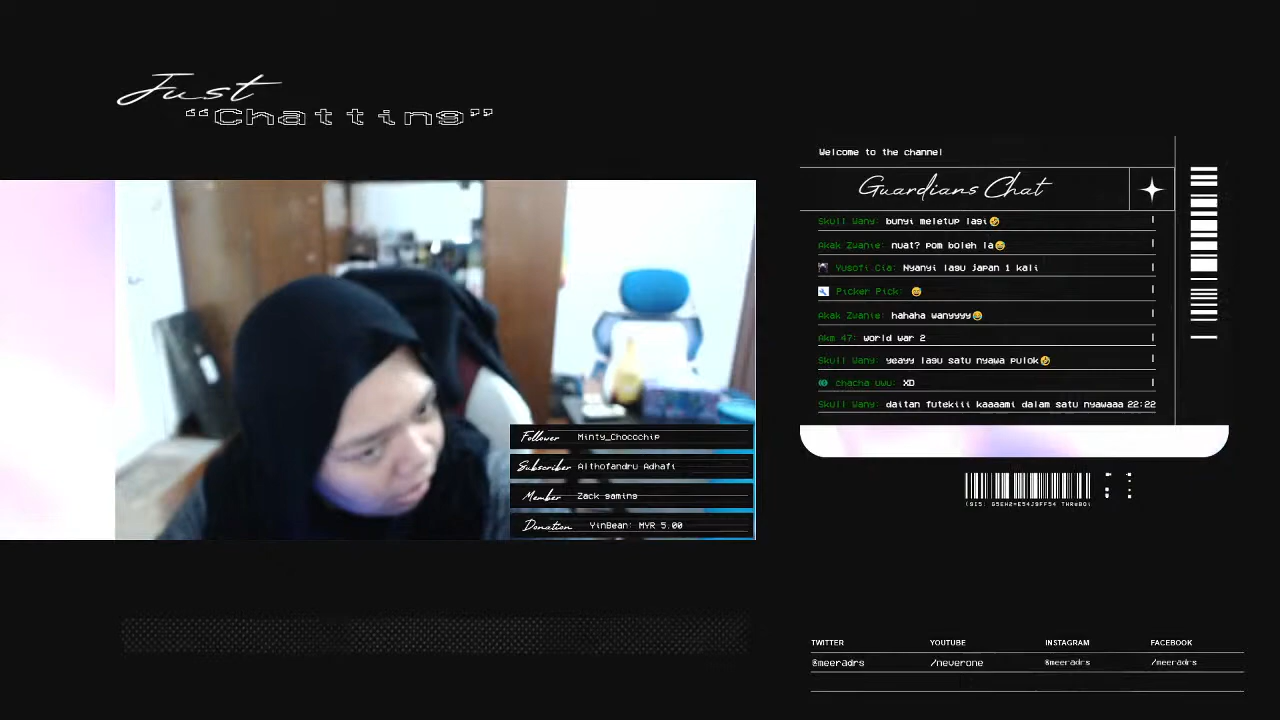 Just
“Chatting”
Welcome to the channel
Guardians Chat
Skull Wany: bunyi meletup lagi🤣
Akak Zwanie: nuat? pom boleh la😂
Yusofi Cia: Nyanyi lagu japan 1 kali
Picker Pick: 😅
Akak Zwanie: hahaha wanyyyy😂
Akm 47: world war 2
Skull Wany: yeayy lagu satu nyawa pulok🤣
chacha uwu: XD
Skull Wany: daitan futekiii kaaaami dalam satu nyawaaa 22:22
Follower Minty_Chocochip
Subscriber Althofandru Adhafi
Member Zack gaming
Donation YinBean: MYR 5.00
TWITTER YOUTUBE INSTAGRAM FACEBOOK
@meeradrs /neverone @meeradrs /meeradrs